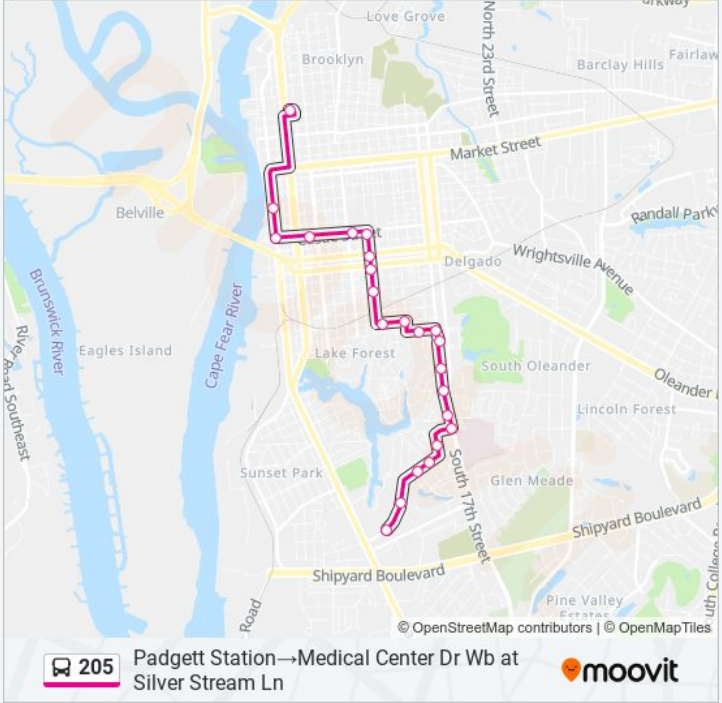 Love Grove
North 23rd Street
Brooklyn
Barclay Hills
Market Street
Belville
Delgado
Wrightsville Avenue
Brunswick River
Cape Fear River
Eagles Island
Lake Forest
South Oleander
Oleander
Lincoln Forest
Sunset Park
South 17th Street
Glen Meade
Shipyard Boulevard
Shipyard Boulevard
Road
Pine Valley
Estates
© OpenStreetMap contributors | © OpenMapTiles
205
Padgett Station→Medical Center Dr Wb at
Silver Stream Ln
moovit